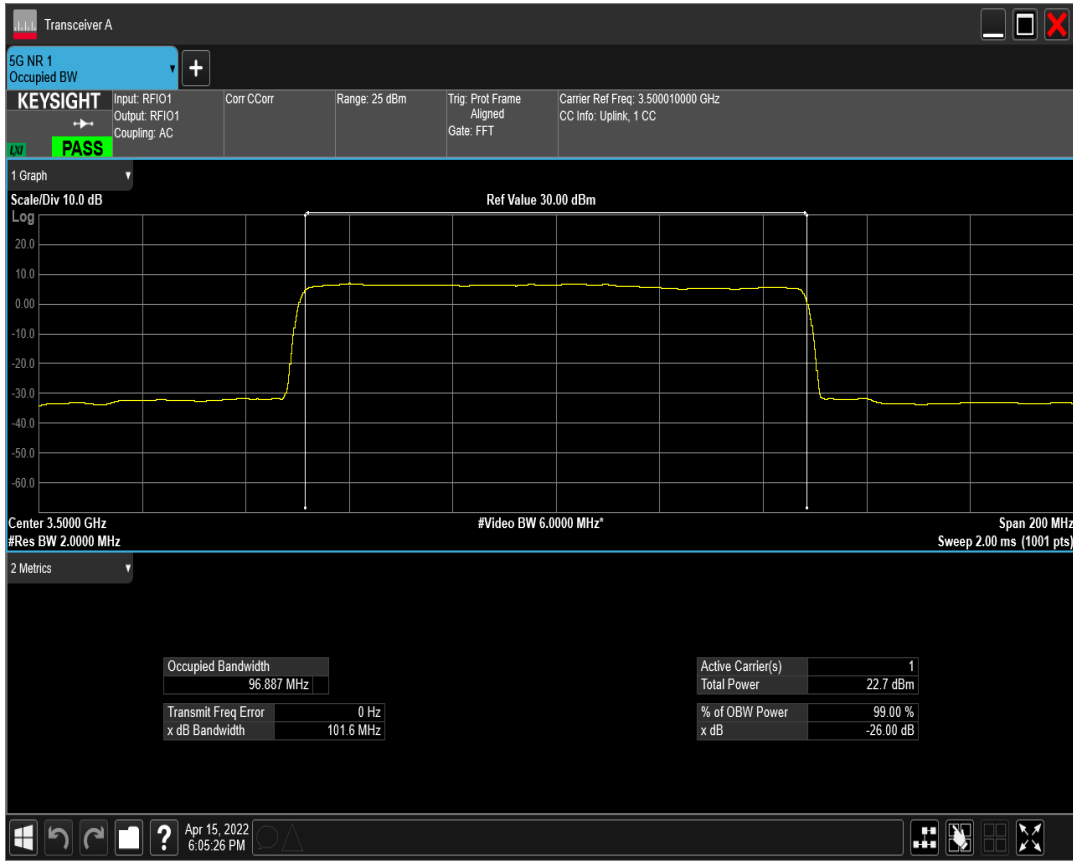 Transceiver A
5G NR 1
Occupied BW
+
KEYSIGHT
LXI
PASS
Input: RFIO1
Output: RFIO1
Coupling: AC
Corr CCorr
Range: 25 dBm
Trig: Prot Frame
Aligned
Gate: FFT
Carrier Ref Freq: 3.500010000 GHz
CC Info: Uplink, 1 CC
1 Graph
Scale/Div 10.0 dB
Ref Value 30.00 dBm
Log
20.0
10.0
0.00
-10.0
-20.0
-30.0
-40.0
-50.0
-60.0
Center 3.5000 GHz
#Video BW 6.0000 MHz*
Span 200 MHz
#Res BW 2.0000 MHz
Sweep 2.00 ms (1001 pts)
2 Metrics
Occupied Bandwidth
96.887 MHz
Transmit Freq Error 0 Hz
x dB Bandwidth 101.6 MHz
Active Carrier(s) 1
Total Power 22.7 dBm
% of OBW Power 99.00 %
x dB -26.00 dB
?
Apr 15, 2022
6:05:26 PM